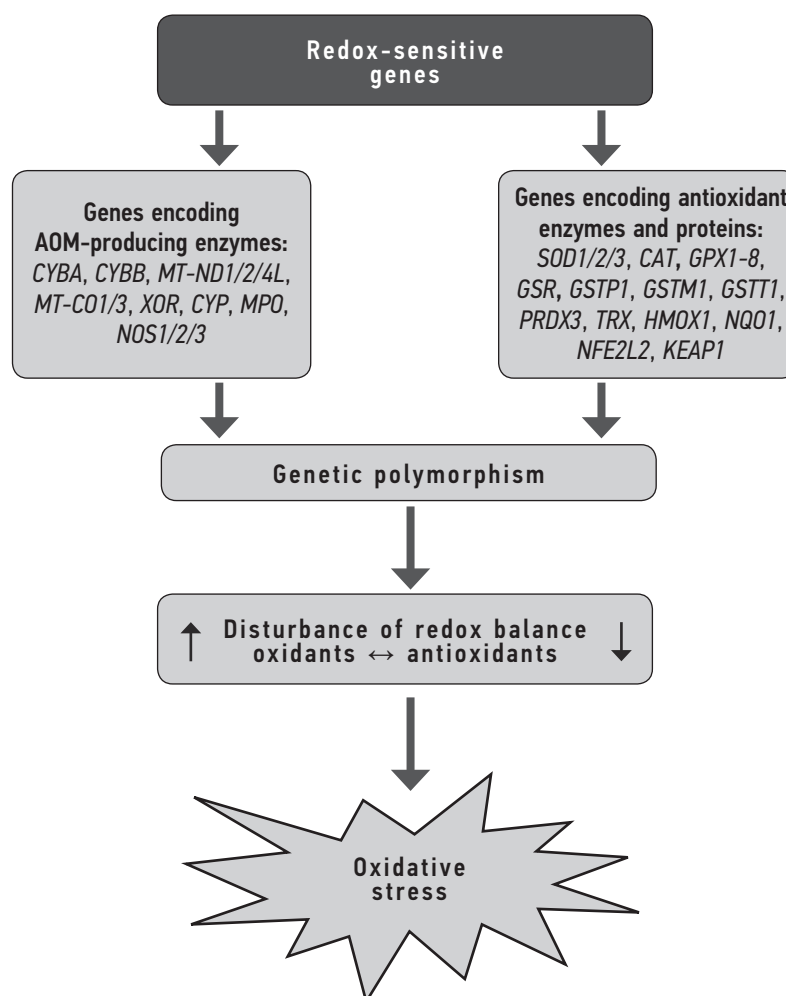 Redox-sensitive
genes
Genes encoding
AOM-producing enzymes:
CYBA, CYBB, MT-ND1/2/4L,
MT-CO1/3, XOR, CYP, MPO,
NOS1/2/3
Genes encoding antioxidant
enzymes and proteins:
SOD1/2/3, CAT, GPX1-8,
GSR, GSTP1, GSTM1, GSTT1,
PRDX3, TRX, HMOX1, NQO1,
NFE2L2, KEAP1
Genetic polymorphism
↑ Disturbance of redox balance ↓
oxidants ↔ antioxidants
Oxidative
stress